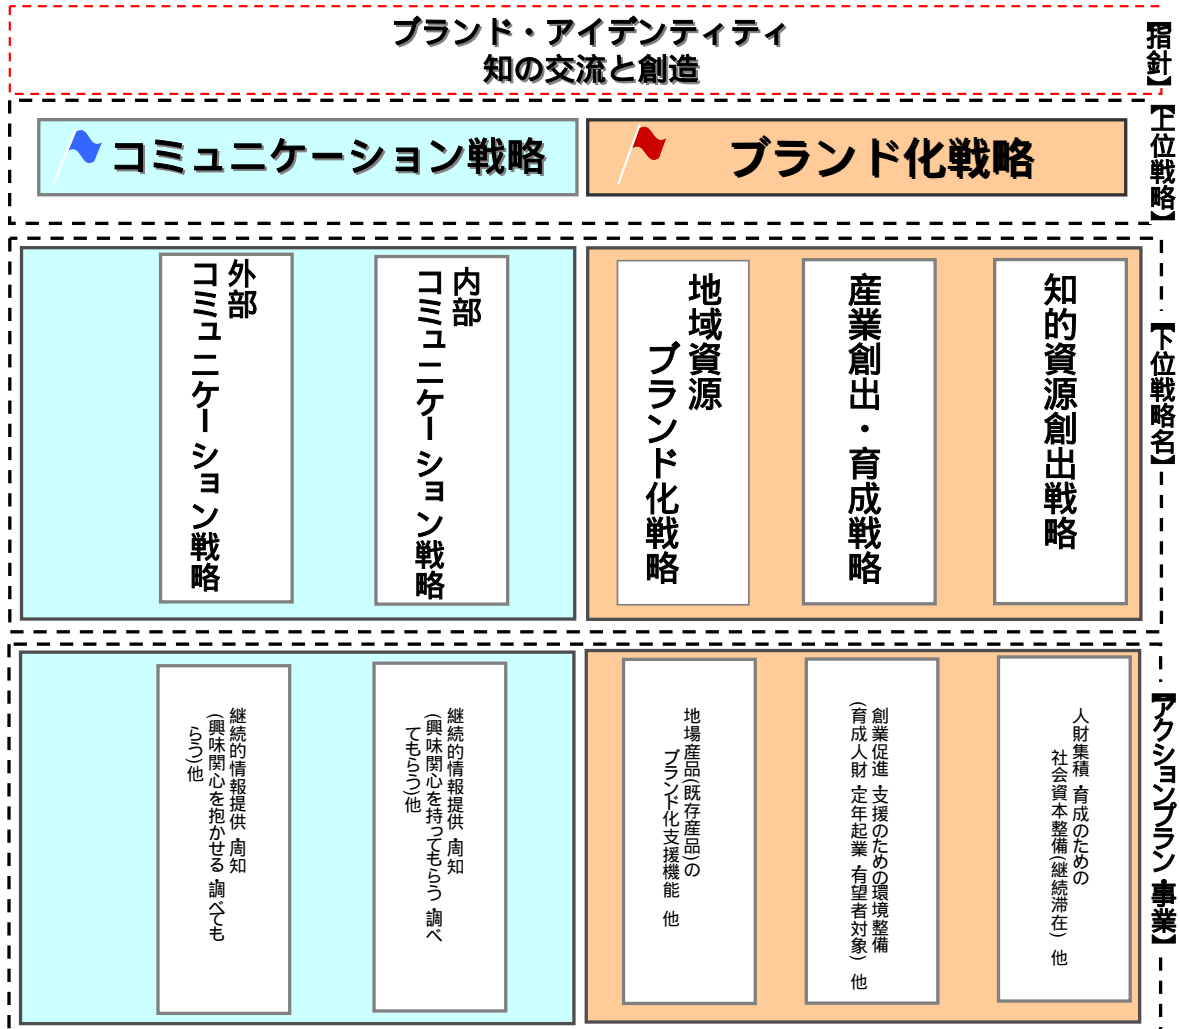 ブランド・アイデンティティ
知の交流と創造
【指針】
コミュニケーション戦略
ブランド化戦略
【上位戦略】
外部
コミュニケーション戦略
内部
コミュニケーション戦略
地域資源
ブランド化戦略
産業創出・育成戦略
知的資源創出戦略
【下位戦略名】
継続的情報提供・周知
(興味関心を抱かせる・調べても
らう)他
継続的情報提供・周知
(興味関心を持ってもらう・調べ
てもらう)他
地場産品(既存産品)の
ブランド化支援機能 他
創業促進・支援のための環境整備
(育成人財・定年起業・有望者対象) 他
人財集積・育成のための
社会資本整備(継続滞在) 他
【アクションプラン・事業】